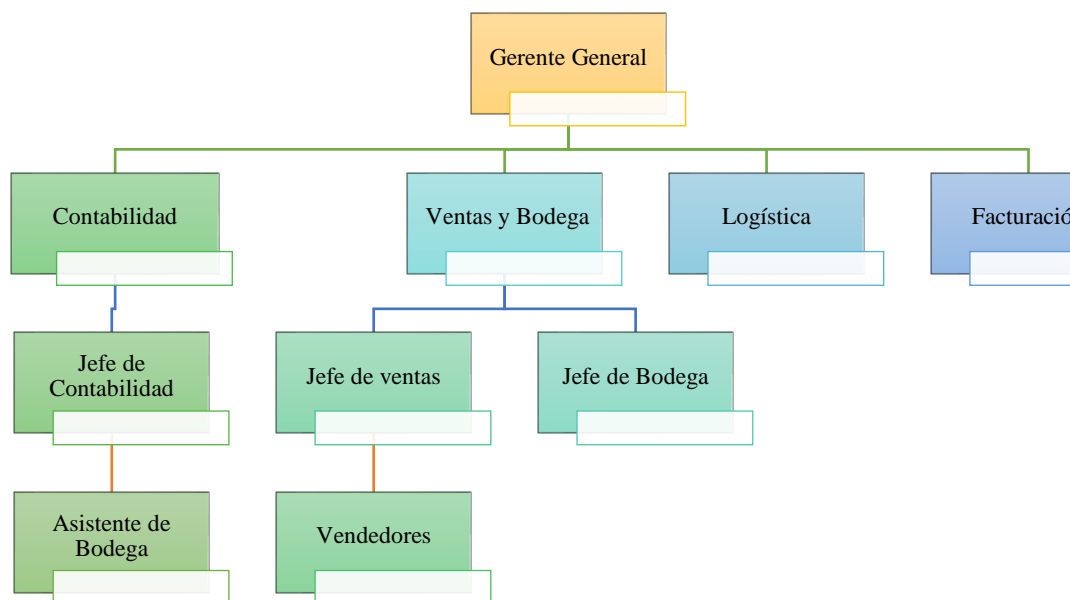 Gerente General
Contabilidad
Ventas y Bodega
Logística
Facturació
Jefe de
Contabilidad
Jefe de ventas
Jefe de Bodega
Asistente de
Bodega
Vendedores